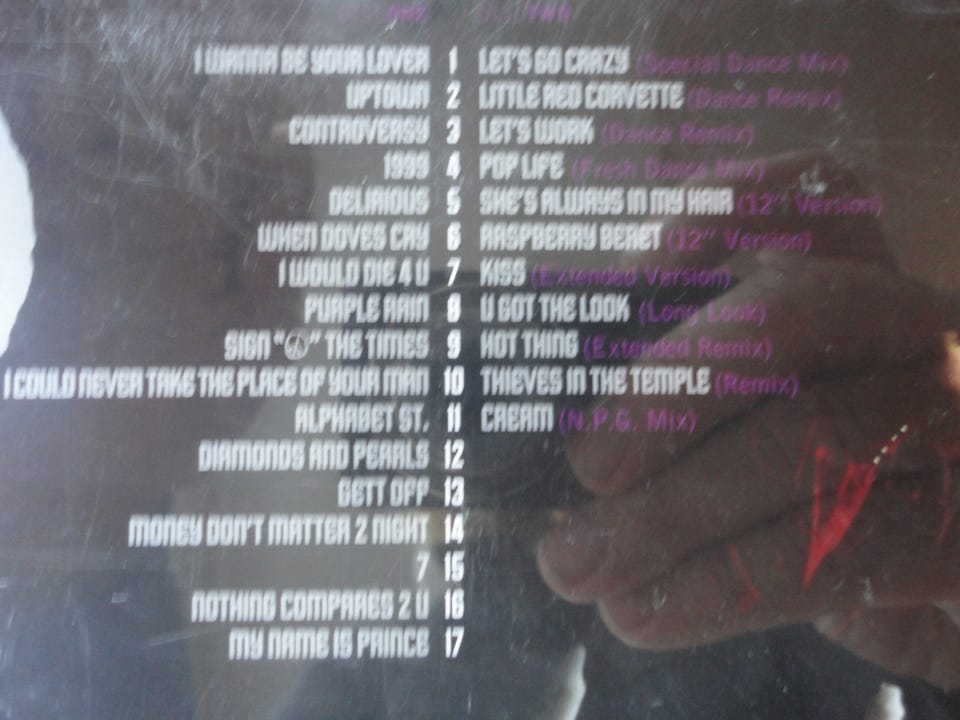 ONE TWO
I WANNA BE YOUR LOVER 1 LET'S GO CRAZY (Special Dance Mix)
UPTOWN 2 LITTLE RED CORVETTE (Dance Remix)
CONTROVERSY 3 LET'S WORK (Dance Remix)
1999 4 POP LIFE (Fresh Dance Mix)
DELIRIOUS 5 SHE'S ALWAYS IN MY HAIR (12" Version)
WHEN DOVES CRY 6 RASPBERRY BERET (12" Version)
I WOULD DIE 4 U 7 KISS (Extended Version)
PURPLE RAIN 8 U GOT THE LOOK (Long Look)
SIGN "☮" THE TIMES 9 HOT THING (Extended Remix)
I COULD NEVER TAKE THE PLACE OF YOUR MAN 10 THIEVES IN THE TEMPLE (Remix)
ALPHABET ST. 11 CREAM (N.P.G. Mix)
DIAMONDS AND PEARLS 12
GETT OFF 13
MONEY DON'T MATTER 2 NIGHT 14
7 15
NOTHING COMPARES 2 U 16
MY NAME IS PRINCE 17